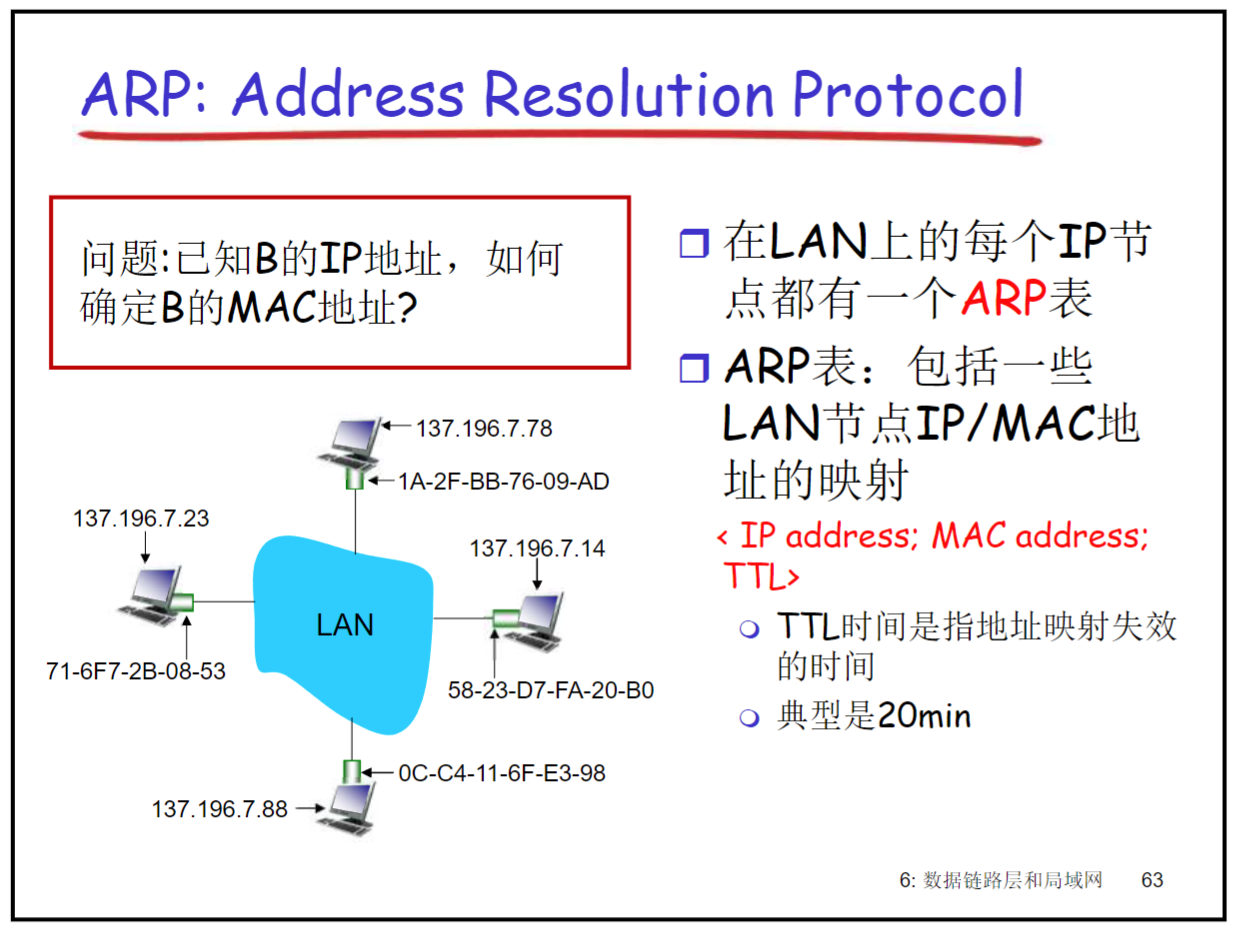 ARP: Address Resolution Protocol
问题:已知B的IP地址，如何
确定B的MAC地址?
137.196.7.78
1A-2F-BB-76-09-AD
137.196.7.23
137.196.7.14
LAN
71-6F7-2B-08-53
58-23-D7-FA-20-B0
0C-C4-11-6F-E3-98
137.196.7.88
在LAN上的每个IP节
点都有一个ARP表
ARP表：包括一些
LAN节点IP/MAC地
址的映射
< IP address; MAC address;
TTL>
TTL时间是指地址映射失效
的时间
典型是20min
6: 数据链路层和局域网 63